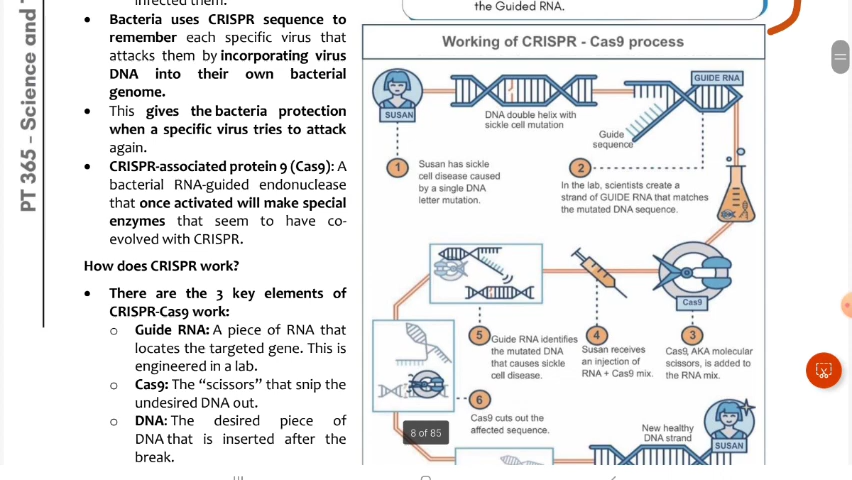 infected them.
• Bacteria uses CRISPR sequence to
remember each specific virus that
attacks them by incorporating virus
DNA into their own bacterial
genome.
• This gives the bacteria protection
when a specific virus tries to attack
again.
• CRISPR-associated protein 9 (Cas9): A
bacterial RNA-guided endonuclease
that once activated will make special
enzymes that seem to have co-
evolved with CRISPR.
How does CRISPR work?
• There are the 3 key elements of
CRISPR-Cas9 work:
o Guide RNA: A piece of RNA that
locates the targeted gene. This is
engineered in a lab.
o Cas9: The “scissors” that snip the
undesired DNA out.
o DNA: The desired piece of
DNA that is inserted after the
break.
PT 365 - Science and
the Guided RNA.
Working of CRISPR - Cas9 process
SUSAN
DNA double helix with
sickle cell mutation
GUIDE RNA
Guide
sequence
1
Susan has sickle
cell disease caused
by a single DNA
letter mutation.
2
In the lab, scientists create a
strand of GUIDE RNA that matches
the mutated DNA sequence.
Cas9
3
Cas9, AKA molecular
scissors, is added to
the RNA mix.
4
Susan receives
an injection of
RNA + Cas9 mix.
5
Guide RNA identifies
the mutated DNA
that causes sickle
cell disease.
6
Cas9 cuts out the
affected sequence.
8 of 85
New healthy
DNA strand
SUSAN